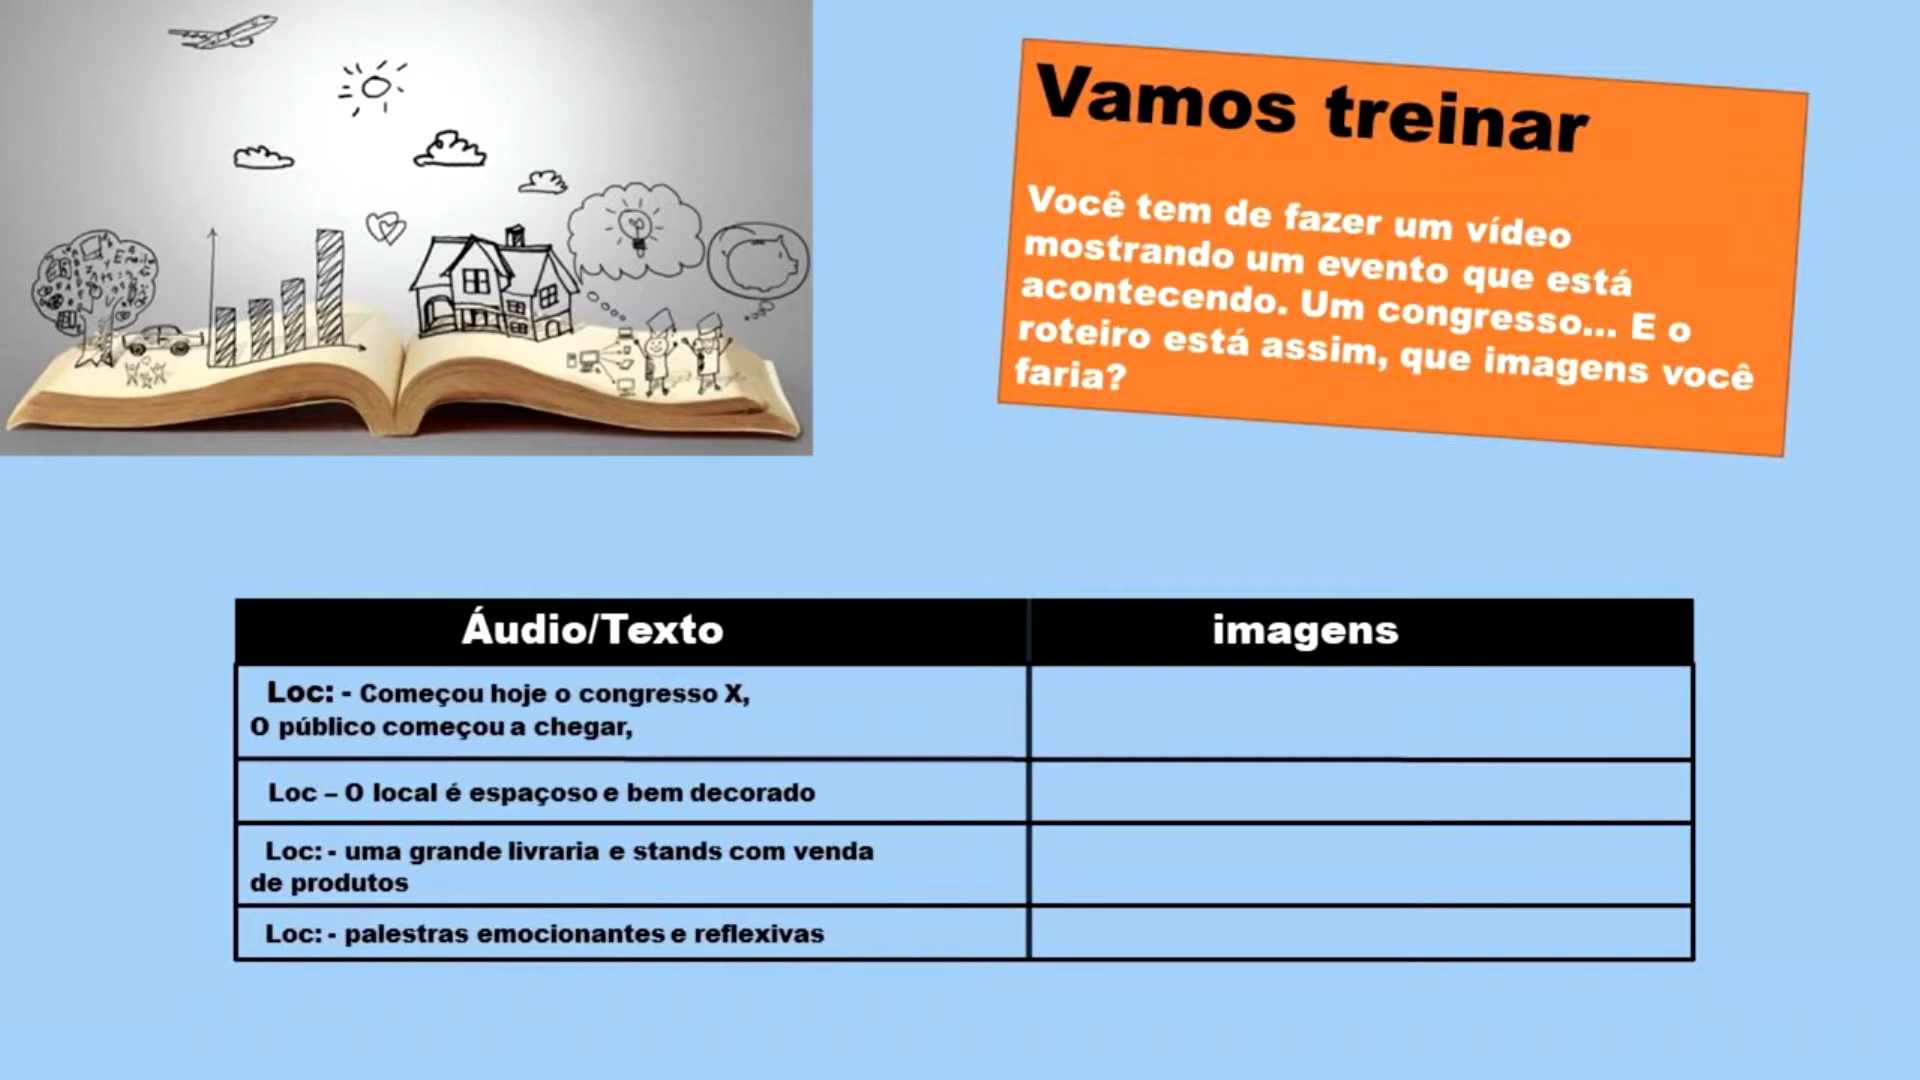 Vamos treinar
Você tem de fazer um vídeo
mostrando um evento que está
acontecendo. Um congresso... E o
roteiro está assim, que imagens você
faria?
Áudio/Texto
imagens
Loc: - Começou hoje o congresso X,
O público começou a chegar,
Loc – O local é espaçoso e bem decorado
Loc: - uma grande livraria e stands com venda
de produtos
Loc: - palestras emocionantes e reflexivas